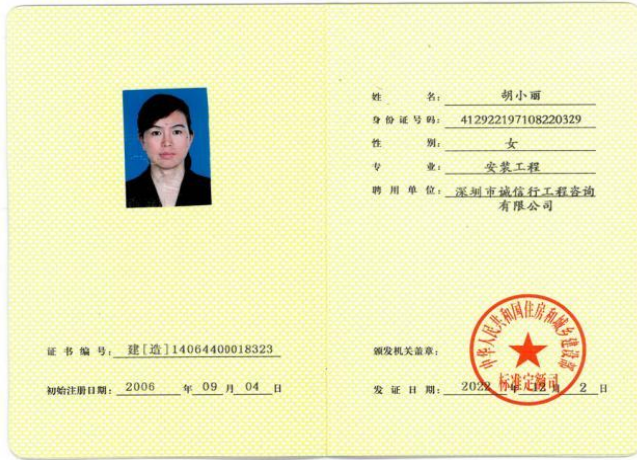 证书编号：建[造]14064400018323
初始注册日期：2006 年 09 月 04 日
姓名：胡小丽
身份证号码：412922197108220329
性别：女
专业：安装工程
聘用单位：深圳市诚信行工程咨询
有限公司
颁发机关盖章：
中华人民共和国住房和城乡建设部
标准定额司
发证日期：2022 年 12 月 2 日